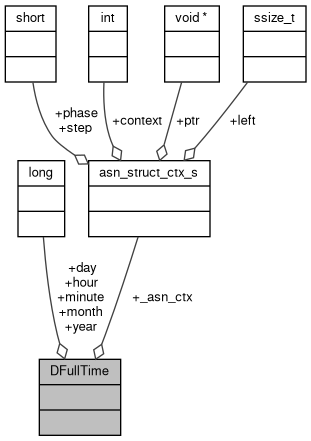 short
int
void *
ssize_t
+phase
+step
+context
+ptr
+left
long
asn_struct_ctx_s
+day
+hour
+minute
+month
+year
+_asn_ctx
DFullTime